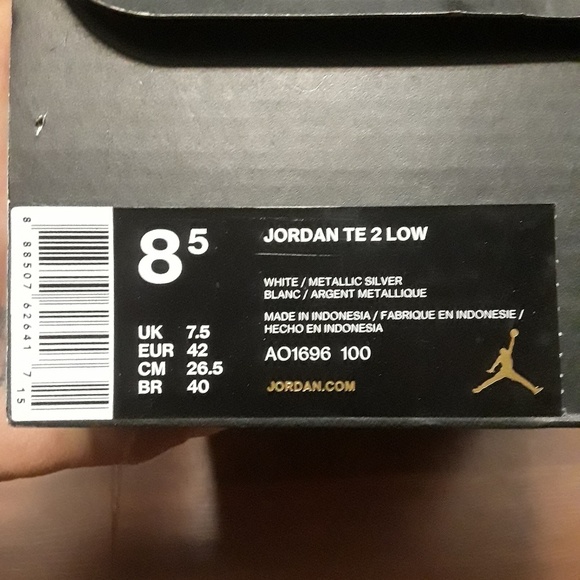 8 88507 62641 7 15
8 5
JORDAN TE 2 LOW
WHITE / METALLIC SILVER
BLANC / ARGENT METALLIQUE
MADE IN INDONESIA / FABRIQUE EN INDONESIE /
HECHO EN INDONESIA
UK 7.5
EUR 42
CM 26.5
BR 40
AO1696 100
JORDAN.COM